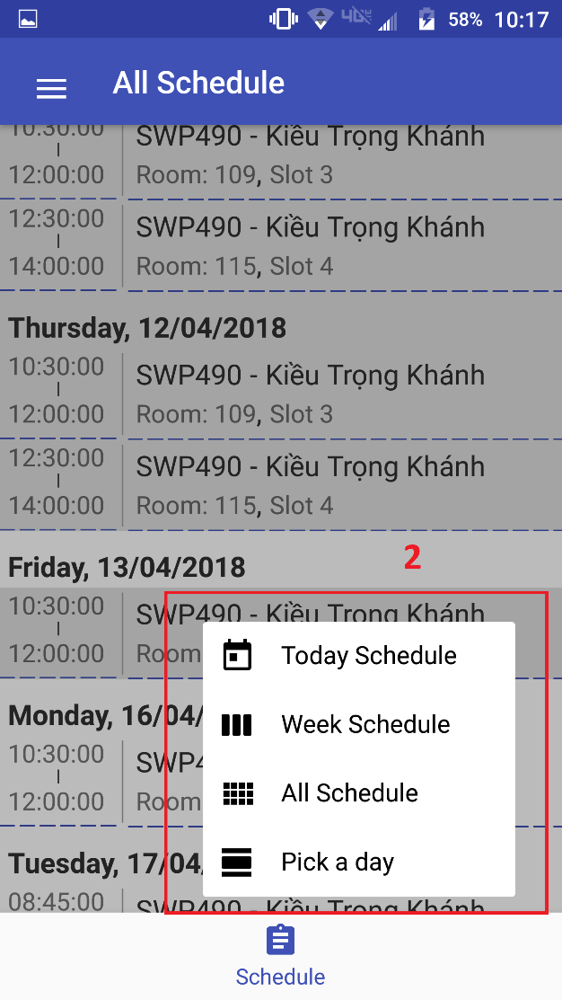 58% 10:17
All Schedule
10:30:00
SWP490 - Kiều Trọng Khánh
12:00:00
Room: 109, Slot 3
12:30:00
SWP490 - Kiều Trọng Khánh
14:00:00
Room: 115, Slot 4
Thursday, 12/04/2018
10:30:00
SWP490 - Kiều Trọng Khánh
12:00:00
Room: 109, Slot 3
12:30:00
SWP490 - Kiều Trọng Khánh
14:00:00
Room: 115, Slot 4
Friday, 13/04/2018
2
10:30:00
SWP490 - Kiều Trọng Khánh
12:00:00
Room
Today Schedule
Monday, 16/04/
Week Schedule
10:30:00
SWP4
12:00:00
Room
All Schedule
Tuesday, 17/04/
Pick a day
08:45:00
SWP490 - Kiều Trọng Khánh
Schedule